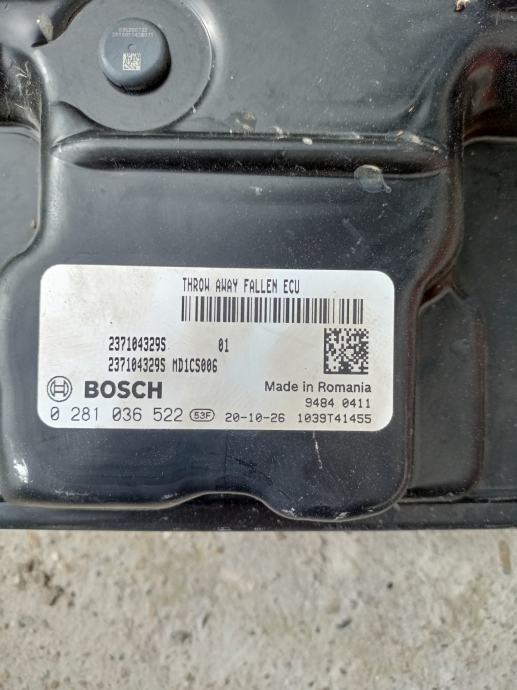 THROW AWAY FALLEN ECU
237104329S 01
237104329S MD1CS006
BOSCH
Made in Romania
9484 0411
0 281 036 522 53F 20-10-26 1039T41455